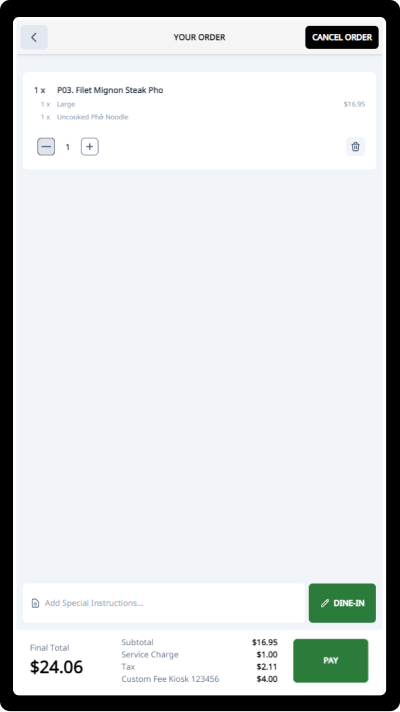 YOUR ORDER
CANCEL ORDER
1 x P03. Filet Mignon Steak Pho
1 x Large $16.95
1 x Uncooked Phở Noodle
1
Add Special Instructions...
DINE-IN
Final Total
$24.06
Subtotal $16.95
Service Charge $1.00
Tax $2.11
Custom Fee Kiosk 123456 $4.00
PAY